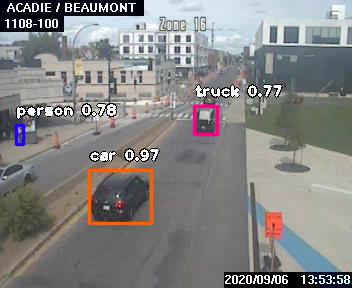 ACADIE / BEAUMONT
1108-100
Zone 16
truck 0.77
person 0.78
car 0.97
2020/09/06 13:53:58